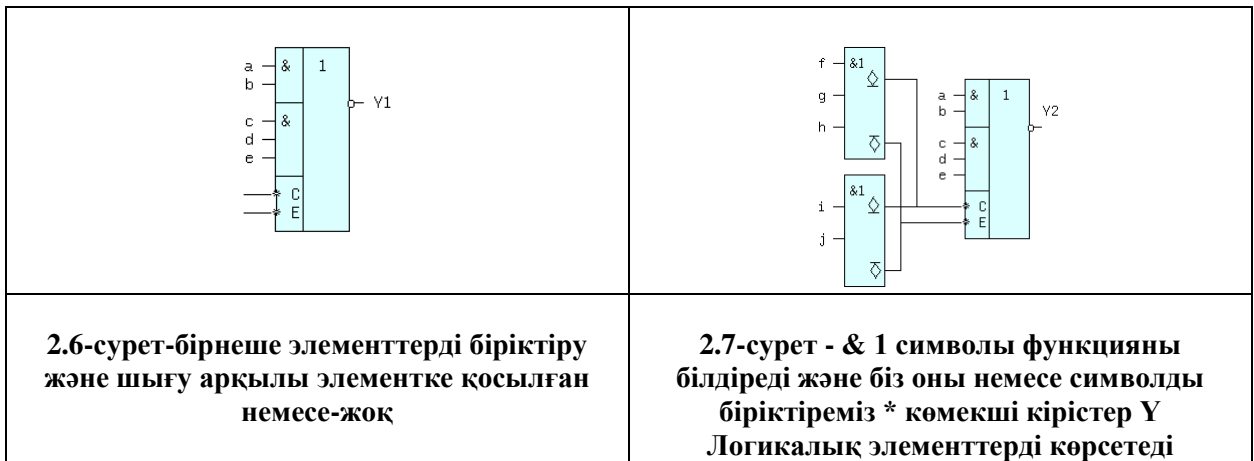 a & 1
b
Y1
c &
d
e
* C
* E
f &1
g
h
i &1
j
a & 1
b
Y2
c &
d
e
* C
* E
2.6-сурет-бірнеше элементтерді біріктіру
және шығу арқылы элементке қосылған
немесе-жоқ
2.7-сурет - & 1 символы функцияны
білдіреді және біз оны немесе символды
біріктіреміз * көмекші кірістер Y
Логикалық элементтерді көрсетеді